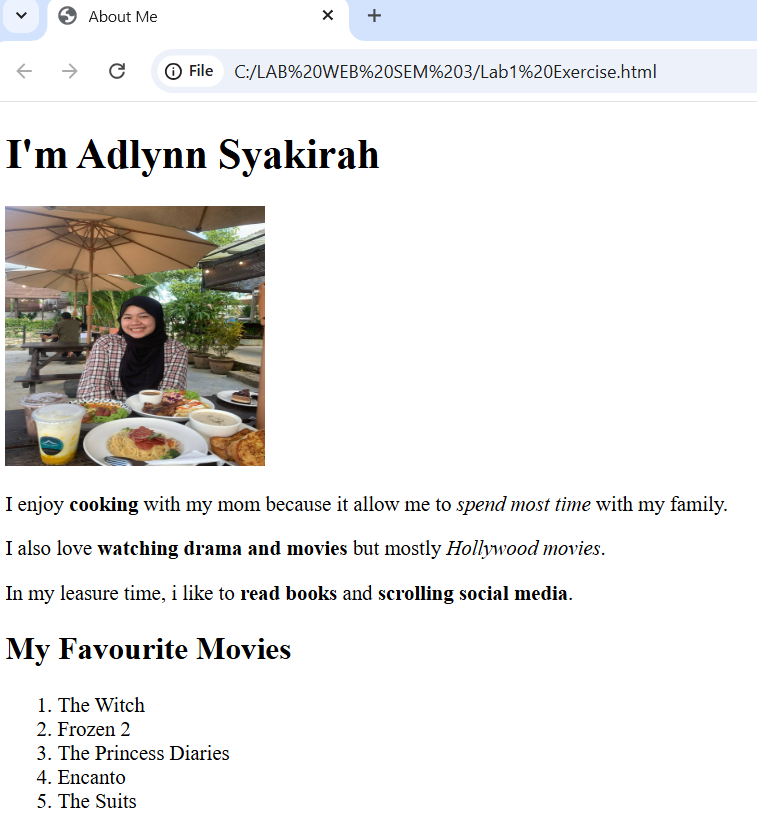 About Me
File C:/LAB%20WEB%20SEM%203/Lab1%20Exercise.html
I'm Adlynn Syakirah
I enjoy cooking with my mom because it allow me to spend most time with my family.
I also love watching drama and movies but mostly Hollywood movies.
In my leasure time, i like to read books and scrolling social media.
My Favourite Movies
1. The Witch
2. Frozen 2
3. The Princess Diaries
4. Encanto
5. The Suits